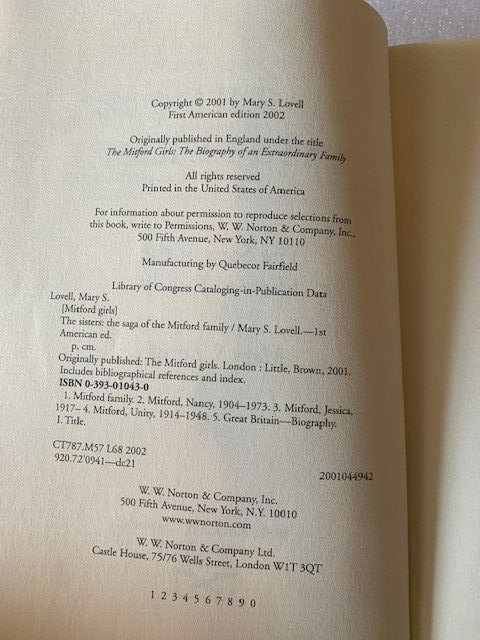 Copyright © 2001 by Mary S. Lovell
First American edition 2002
Originally published in England under the title
The Mitford Girls: The Biography of an Extraordinary Family
All rights reserved
Printed in the United States of America
For information about permission to reproduce selections from
this book, write to Permissions, W. W. Norton & Company, Inc.,
500 Fifth Avenue, New York, NY 10110
Manufacturing by Quebecor Fairfield
Library of Congress Cataloging-in-Publication Data
Lovell, Mary S.
[Mitford girls]
The sisters: the saga of the Mitford family / Mary S. Lovell.—1st
American ed.
p. cm.
Originally published: The Mitford girls. London : Little, Brown, 2001.
Includes bibliographical references and index.
ISBN 0-393-01043-0
1. Mitford family. 2. Mitford, Nancy, 1904–1973. 3. Mitford, Jessica,
1917– 4. Mitford, Unity, 1914–1948. 5. Great Britain—Biography.
I. Title.
CT787.M57 L68 2002
920.72'0941—dc21
2001044942
W. W. Norton & Company, Inc.
500 Fifth Avenue, New York, N.Y. 10010
www.wwnorton.com
W. W. Norton & Company Ltd.
Castle House, 75/76 Wells Street, London W1T 3QT
1 2 3 4 5 6 7 8 9 0